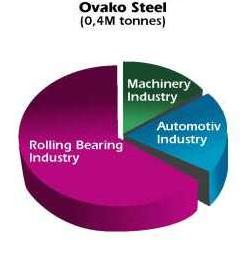 Ovako Steel
(0,4M tonnes)
Machinery
Industry
Automotiv
Industry
Rolling Bearing
Industry